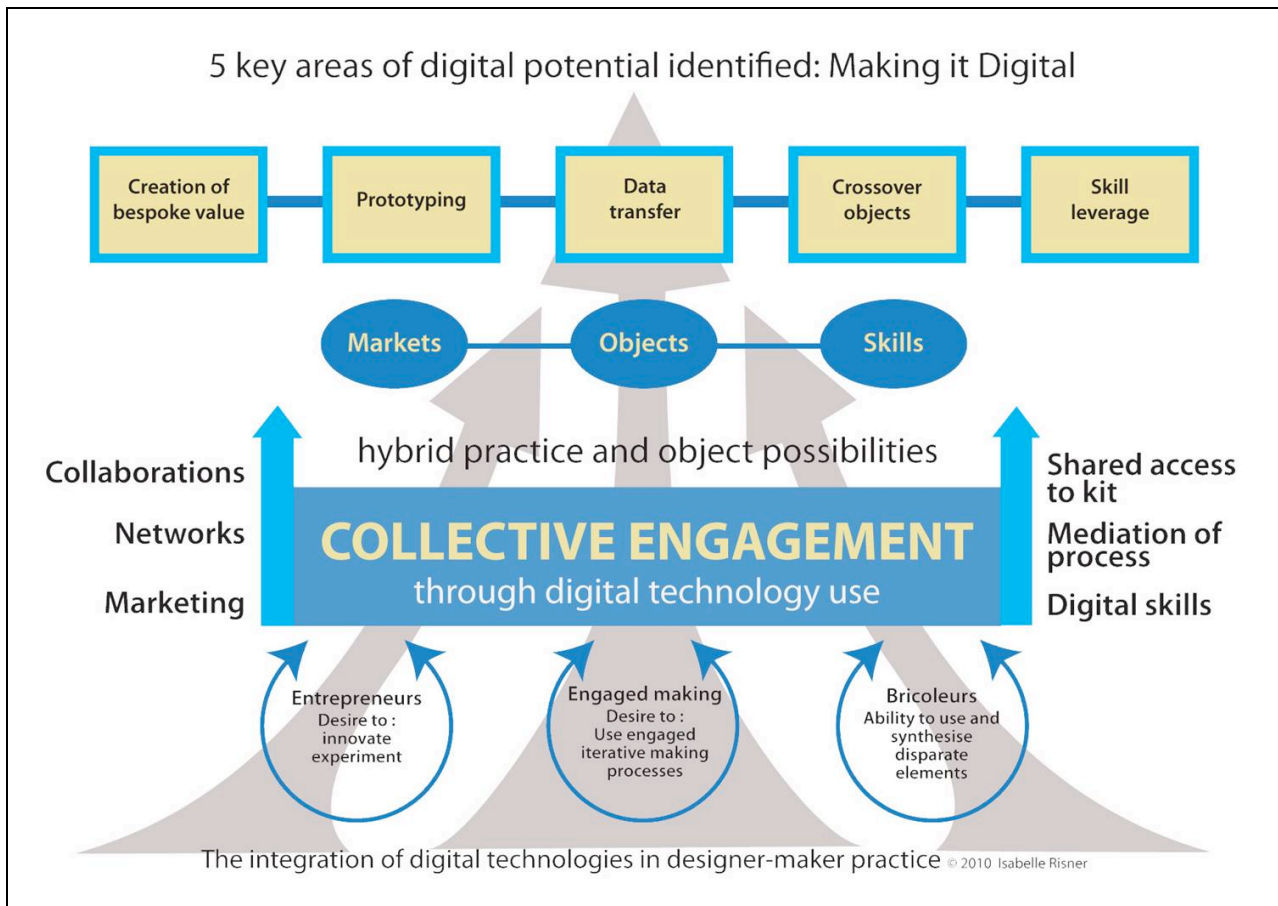 5 key areas of digital potential identified: Making it Digital
Creation of
bespoke value
Prototyping
Data
transfer
Crossover
objects
Skill
leverage
Markets
Objects
Skills
hybrid practice and object possibilities
Collaborations
Networks
Marketing
COLLECTIVE ENGAGEMENT
through digital technology use
Shared access
to kit
Mediation of
process
Digital skills
Entrepreneurs
Desire to :
innovate
experiment
Engaged making
Desire to :
Use engaged
iterative making
processes
Bricoleurs
Ability to use and
synthesise
disparate
elements
The integration of digital technologies in designer-maker practice © 2010 Isabelle Risner